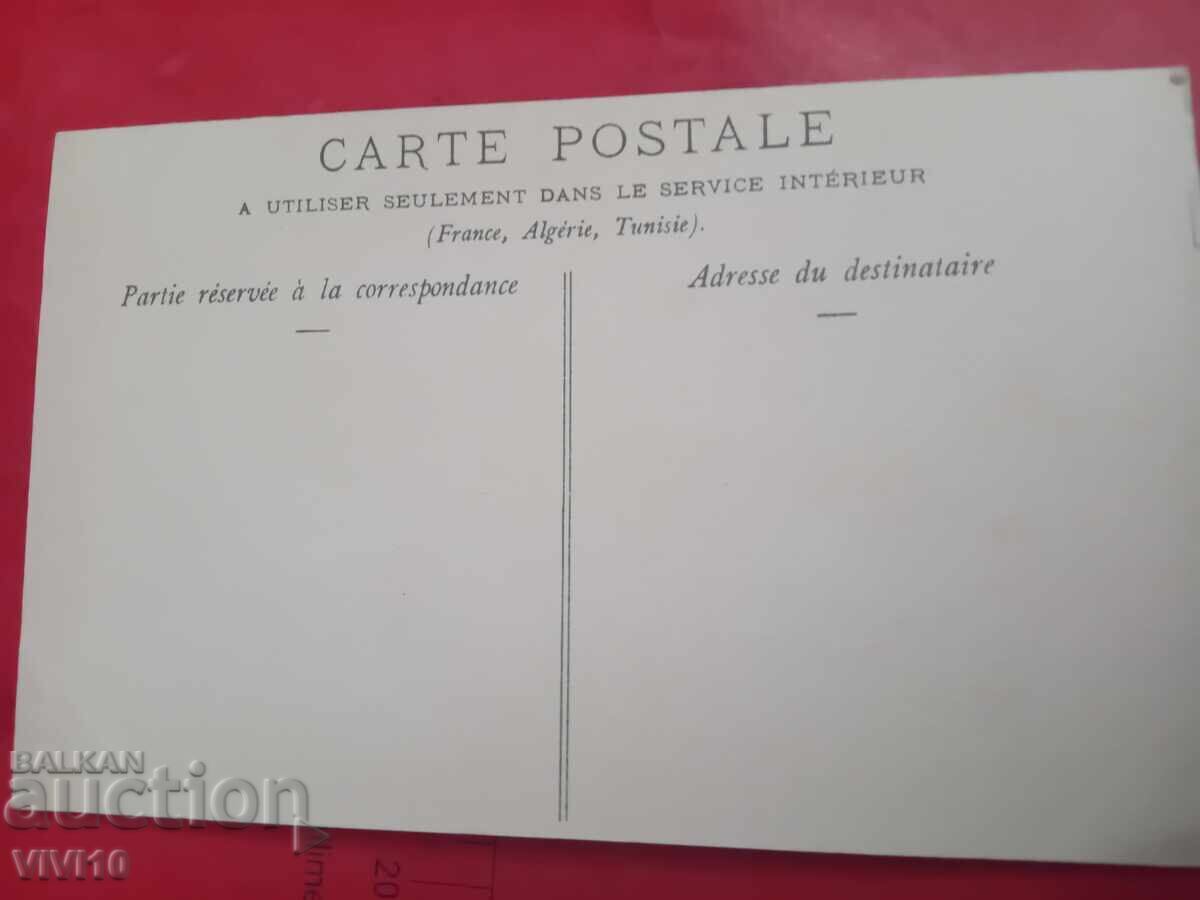 CARTE POSTALE
A UTILISER SEULEMENT DANS LE SERVICE INTÉRIEUR
(France, Algérie, Tunisie).
Partie réservée à la correspondance
Adresse du destinataire
BALKAN
auction
VIVI10
20